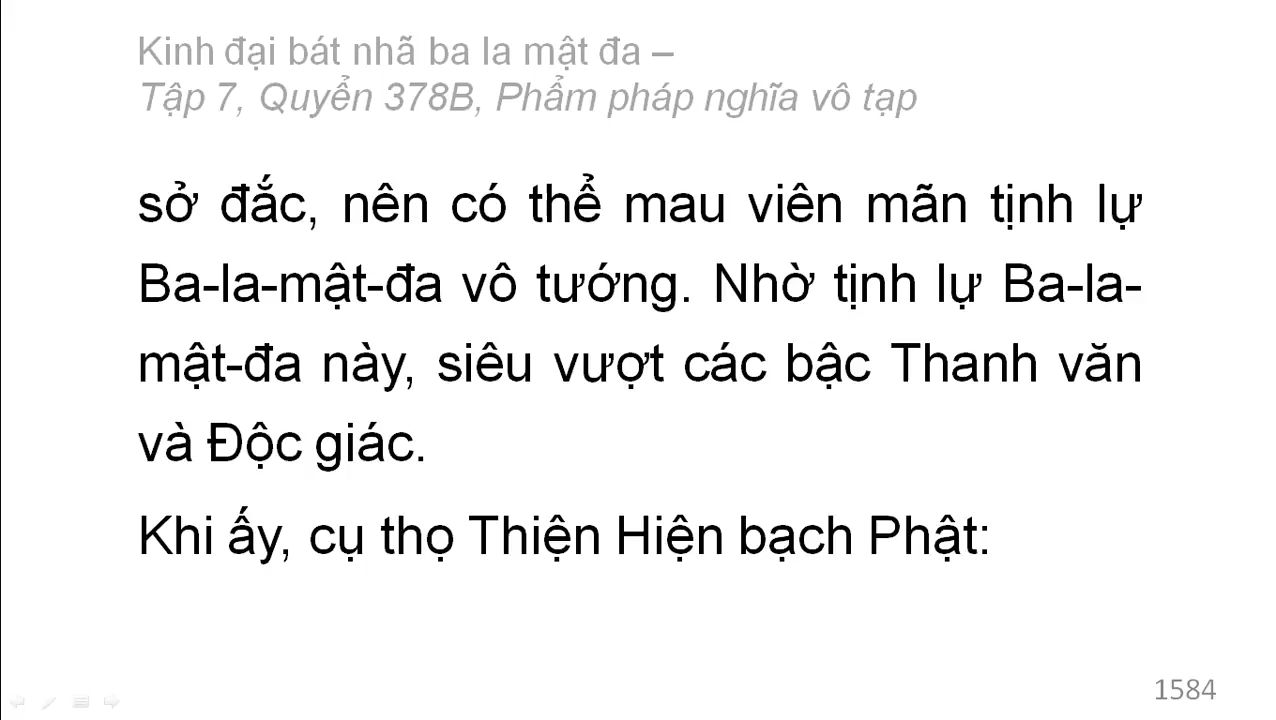 Kinh đại bát nhã ba la mật đa –
Tập 7, Quyển 378B, Phẩm pháp nghĩa vô tạp
sở đắc, nên có thể mau viên mãn tịnh lự
Ba-la-mật-đa vô tướng. Nhờ tịnh lự Ba-la-
mật-đa này, siêu vượt các bậc Thanh văn
và Độc giác.
Khi ấy, cụ thọ Thiện Hiện bạch Phật:
1584